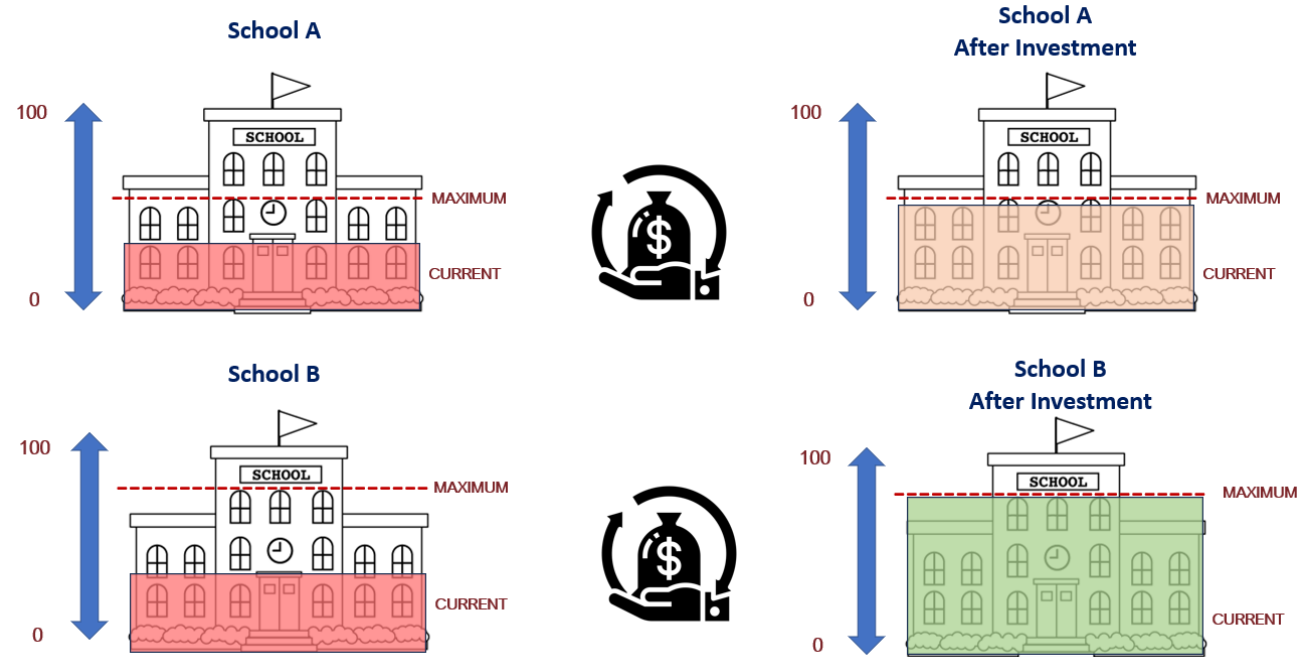 School A
100
SCHOOL
MAXIMUM
CURRENT
0
$
School A
After Investment
100
SCHOOL
MAXIMUM
CURRENT
0
School B
100
SCHOOL
MAXIMUM
CURRENT
0
$
School B
After Investment
100
SCHOOL
MAXIMUM
CURRENT
0